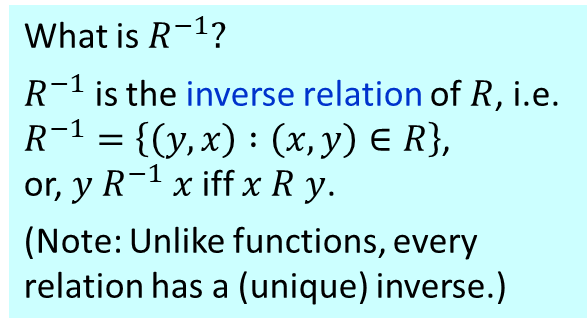 What is R⁻¹?
R⁻¹ is the inverse relation of R, i.e.
R⁻¹ = {(y, x) : (x, y) ∈ R},
or, y R⁻¹ x iff x R y.
(Note: Unlike functions, every
relation has a (unique) inverse.)